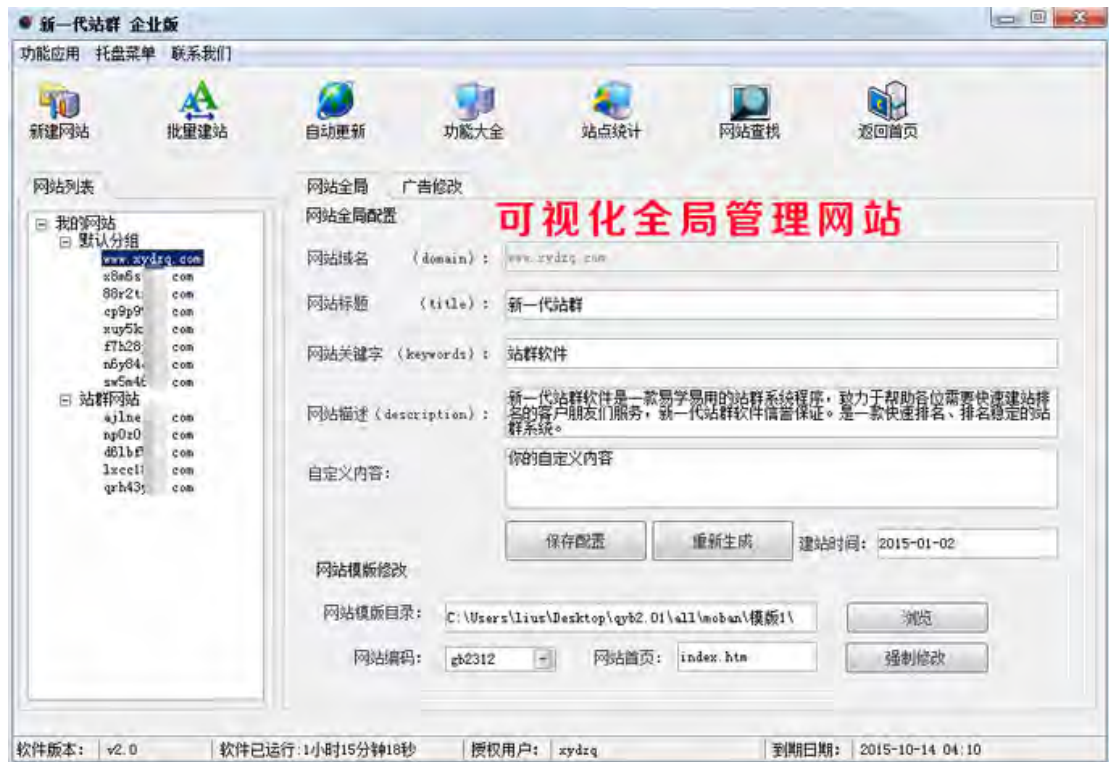 新一代站群 企业版
功能应用 托盘菜单 联系我们
新建网站 批量建站 自动更新 功能大全 站点统计 网站查找 返回首页
网站列表
我的网站
默认分组
www.xydzq.com
x8m6s com
88r2t com
cp9p9 com
xuy5k com
f7h28 com
n6y84 com
sw5m4 com
站群网站
ajlne com
np0z0 com
d6lbf com
com
qrh43 com
网站全局 广告修改
网站全局配置
可视化全局管理网站
网站域名 (domain): www.xydzq.com
网站标题 (title): 新一代站群
网站关键字 (keywords): 站群软件
网站描述(description): 新一代站群软件是一款易学易用的站群系统程序,致力于帮助各位需要快速建站排
名的客户朋友们服务,新一代站群软件信誉保证。是一款快速排名、排名稳定的站
群系统。
自定义内容: 你的自定义内容
保存配置 重新生成 建站时间: 2015-01-02
网站模版修改
网站模版目录: C:\Users\lius\Desktop\qyb2.01\all\moban\模版1\ 浏览
网站编码: gb2312 网站首页: index.htm 强制修改
软件版本: v2.0 软件已运行:1小时15分钟18秒 授权用户: xydzq 到期日期: 2015-10-14 04:10